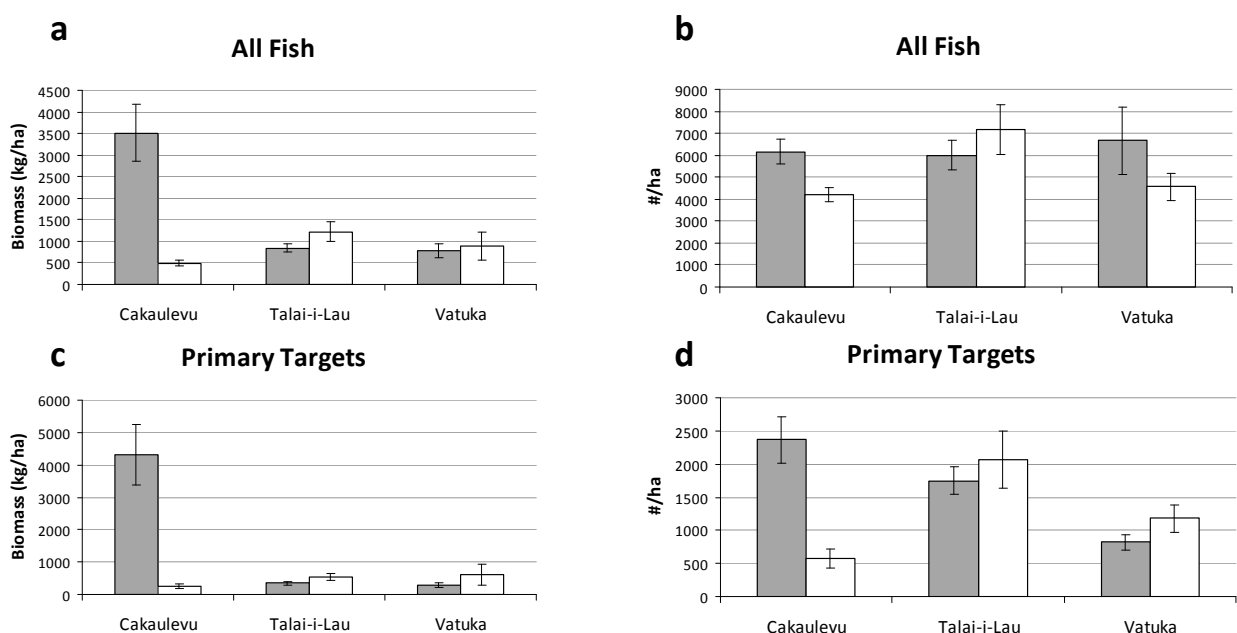 a
All Fish
Biomass (kg/ha)
4500
4000
3500
3000
2500
2000
1500
1000
500
0
Cakaulevu Talai-i-Lau Vatuka
b
All Fish
#/ha
9000
8000
7000
6000
5000
4000
3000
2000
1000
0
Cakaulevu Talai-i-Lau Vatuka
c
Primary Targets
Biomass (kg/ha)
6000
5000
4000
3000
2000
1000
0
Cakaulevu Talai-i-Lau Vatuka
d
Primary Targets
#/ha
3000
2500
2000
1500
1000
500
0
Cakaulevu Talai-i-Lau Vatuka